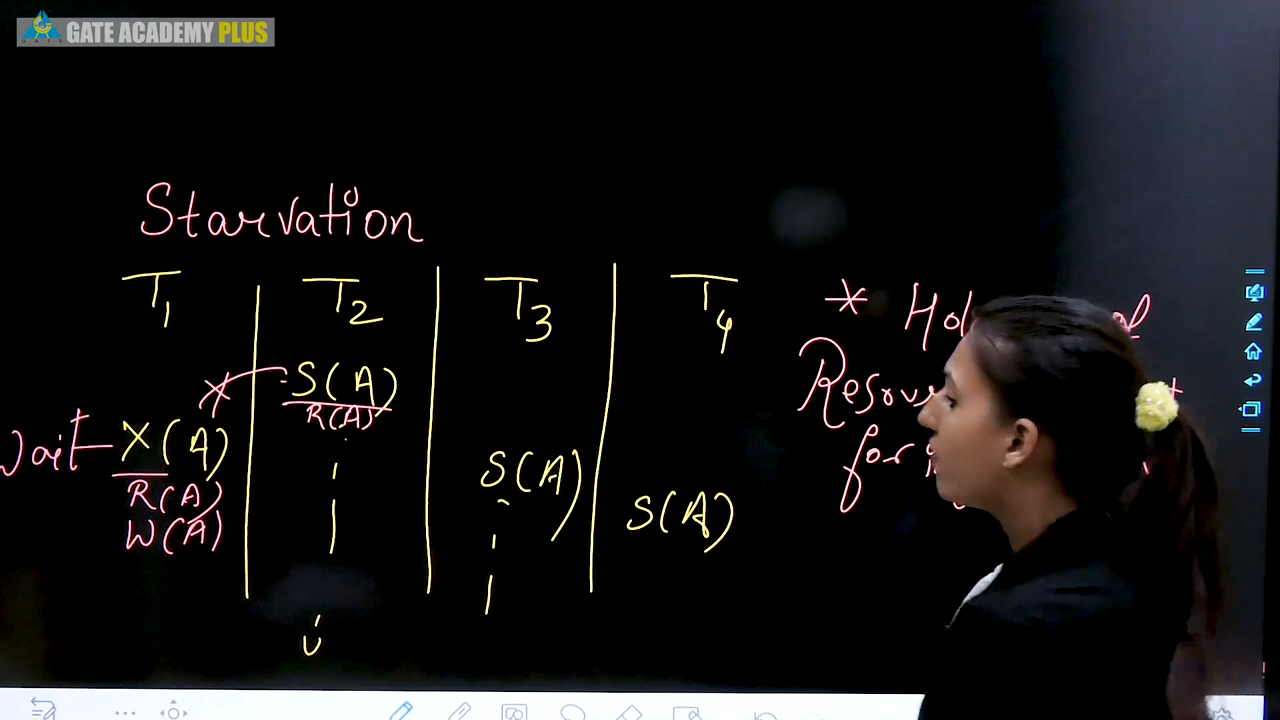 GATE ACADEMY PLUS
Starvation
T1 T2 T3 T4
S(A)
R(A)
Wait X(A)
R(A)
W(A)
S(A)
S(A)
U
* Hol
Resou
for